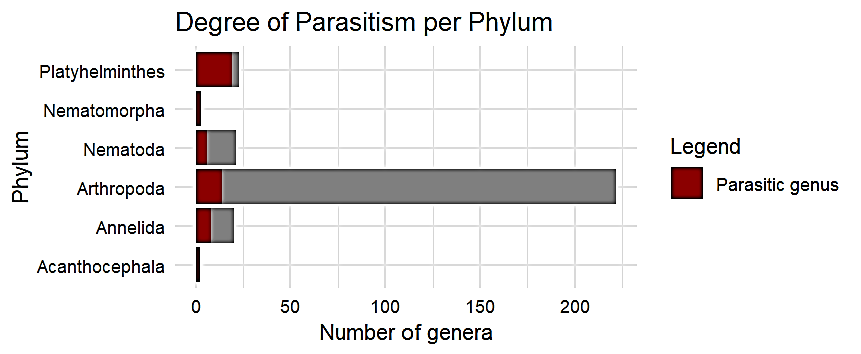 Degree of Parasitism per Phylum
Phylum
Platyhelminthes
Nematomorpha
Nematoda
Arthropoda
Annelida
Acanthocephala
0 50 100 150 200
Number of genera
Legend
Parasitic genus